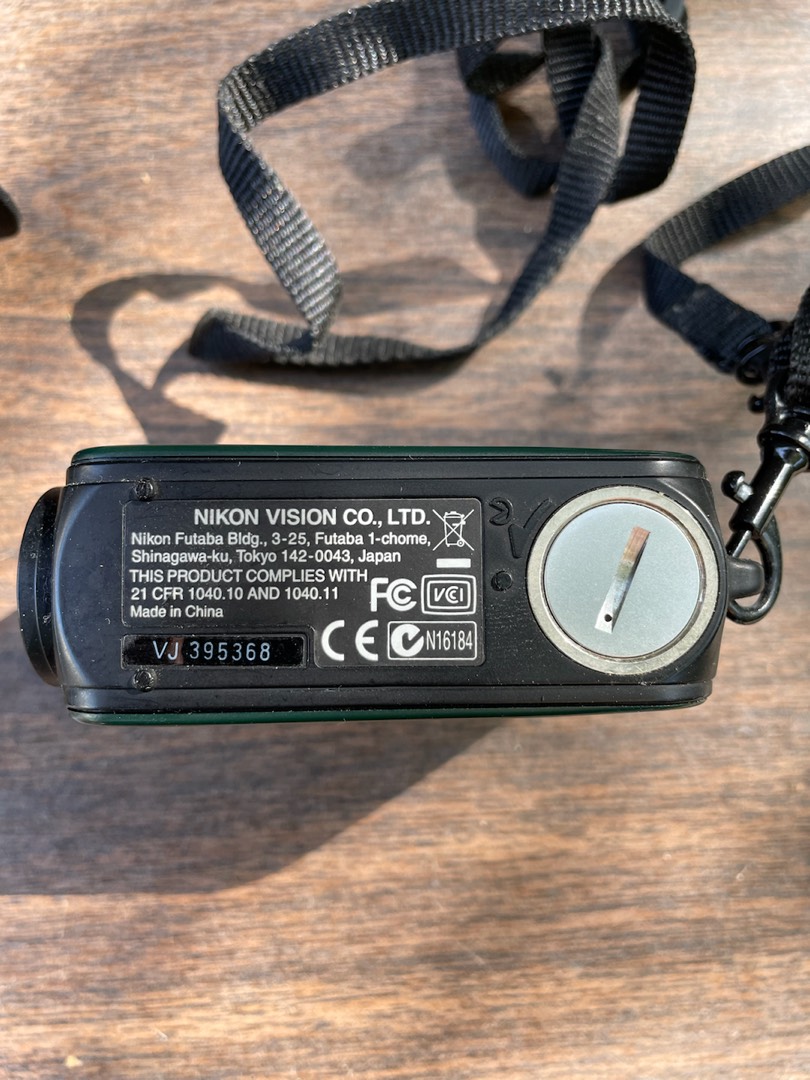 NIKON VISION CO., LTD.
Nikon Futaba Bldg., 3-25, Futaba 1-chome,
Shinagawa-ku, Tokyo 142-0043, Japan
THIS PRODUCT COMPLIES WITH
21 CFR 1040.10 AND 1040.11
Made in China
FC
VCI
CE
N16184
VJ 395368